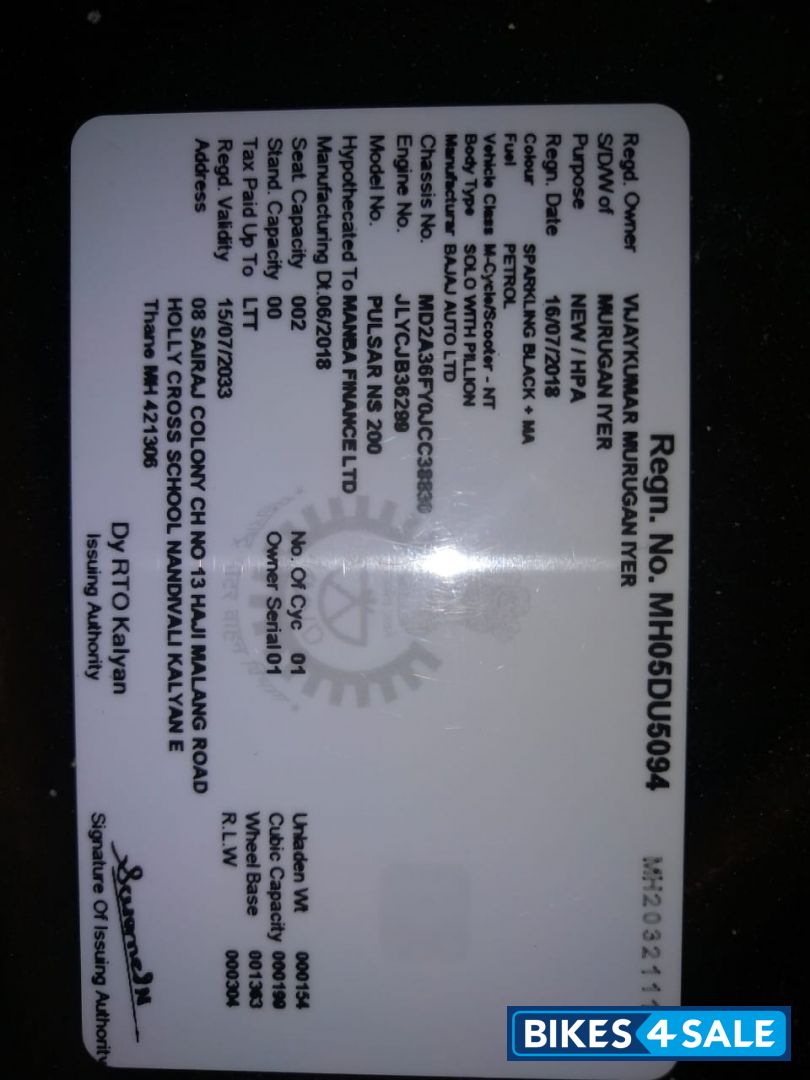 Regn. No. MH05DU5094
MH2032111
Regd. Owner VIJAYKUMAR MURUGAN IYER
S/D/W of MURUGAN IYER
Purpose NEW / HPA
Regn. Date 16/07/2018
Colour SPARKLING BLACK + MA
Fuel PETROL
Vehicle Class M-Cycle/Scooter - NT
Body Type SOLO WITH PILLION
Manufacturer BAJAJ AUTO LTD
Chassis No. MD2A36FY0JCC38830
Engine No. JLYCJB36299
Model No. PULSAR NS 200
Hypothecated To MANBA FINANCE LTD
Manufacturing Dt. 06/2018
Seat. Capacity 002 No. Of Cyc 01 Unladen Wt 000154
Stand. Capacity 00 Owner Serial 01 Cubic Capacity 000199
Tax Paid Up To LTT Wheel Base 001363
Regd. Validity 15/07/2033 R.L.W 000304
Address 08 SAIRAJ COLONY CH NO-13 HAJI MALANG ROAD
HOLLY CROSS SCHOOL NANDIVALI KALYAN E
Thane MH 421306
Dy RTO Kalyan
Issuing Authority
Signature Of Issuing Authority
BIKES4SALE